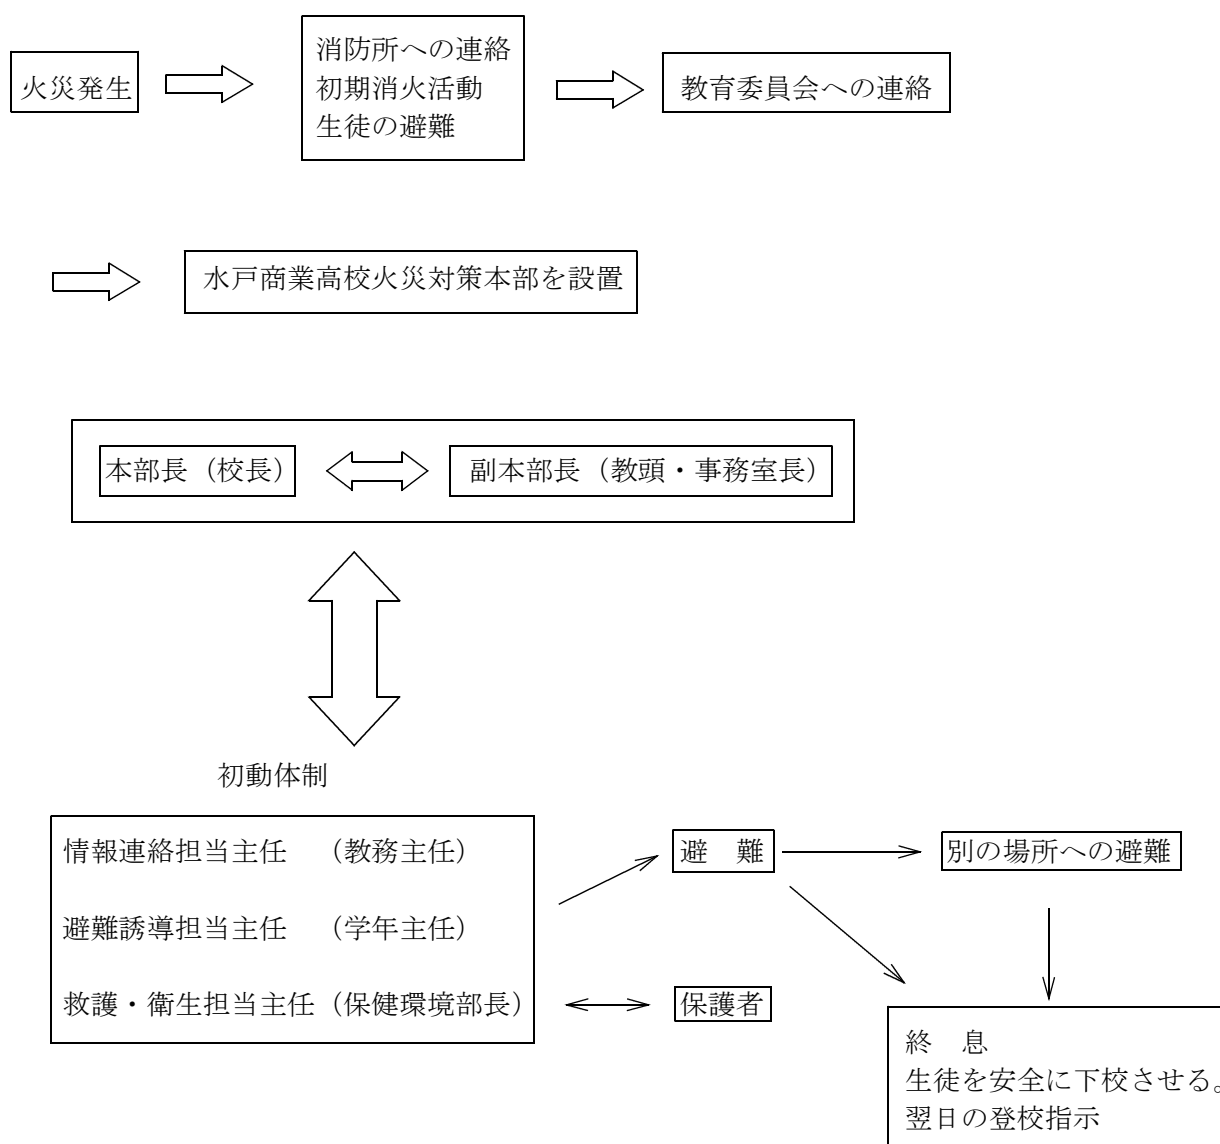 火災発生
消防所への連絡
初期消火活動
生徒の避難
教育委員会への連絡
水戸商業高校火災対策本部を設置
本部長（校長）
副本部長（教頭・事務室長）
初動体制
情報連絡担当主任　（教務主任）
避難誘導担当主任　（学年主任）
救護・衛生担当主任（保健環境部長）
避　難
別の場所への避難
保護者
終　息
生徒を安全に下校させる。
翌日の登校指示